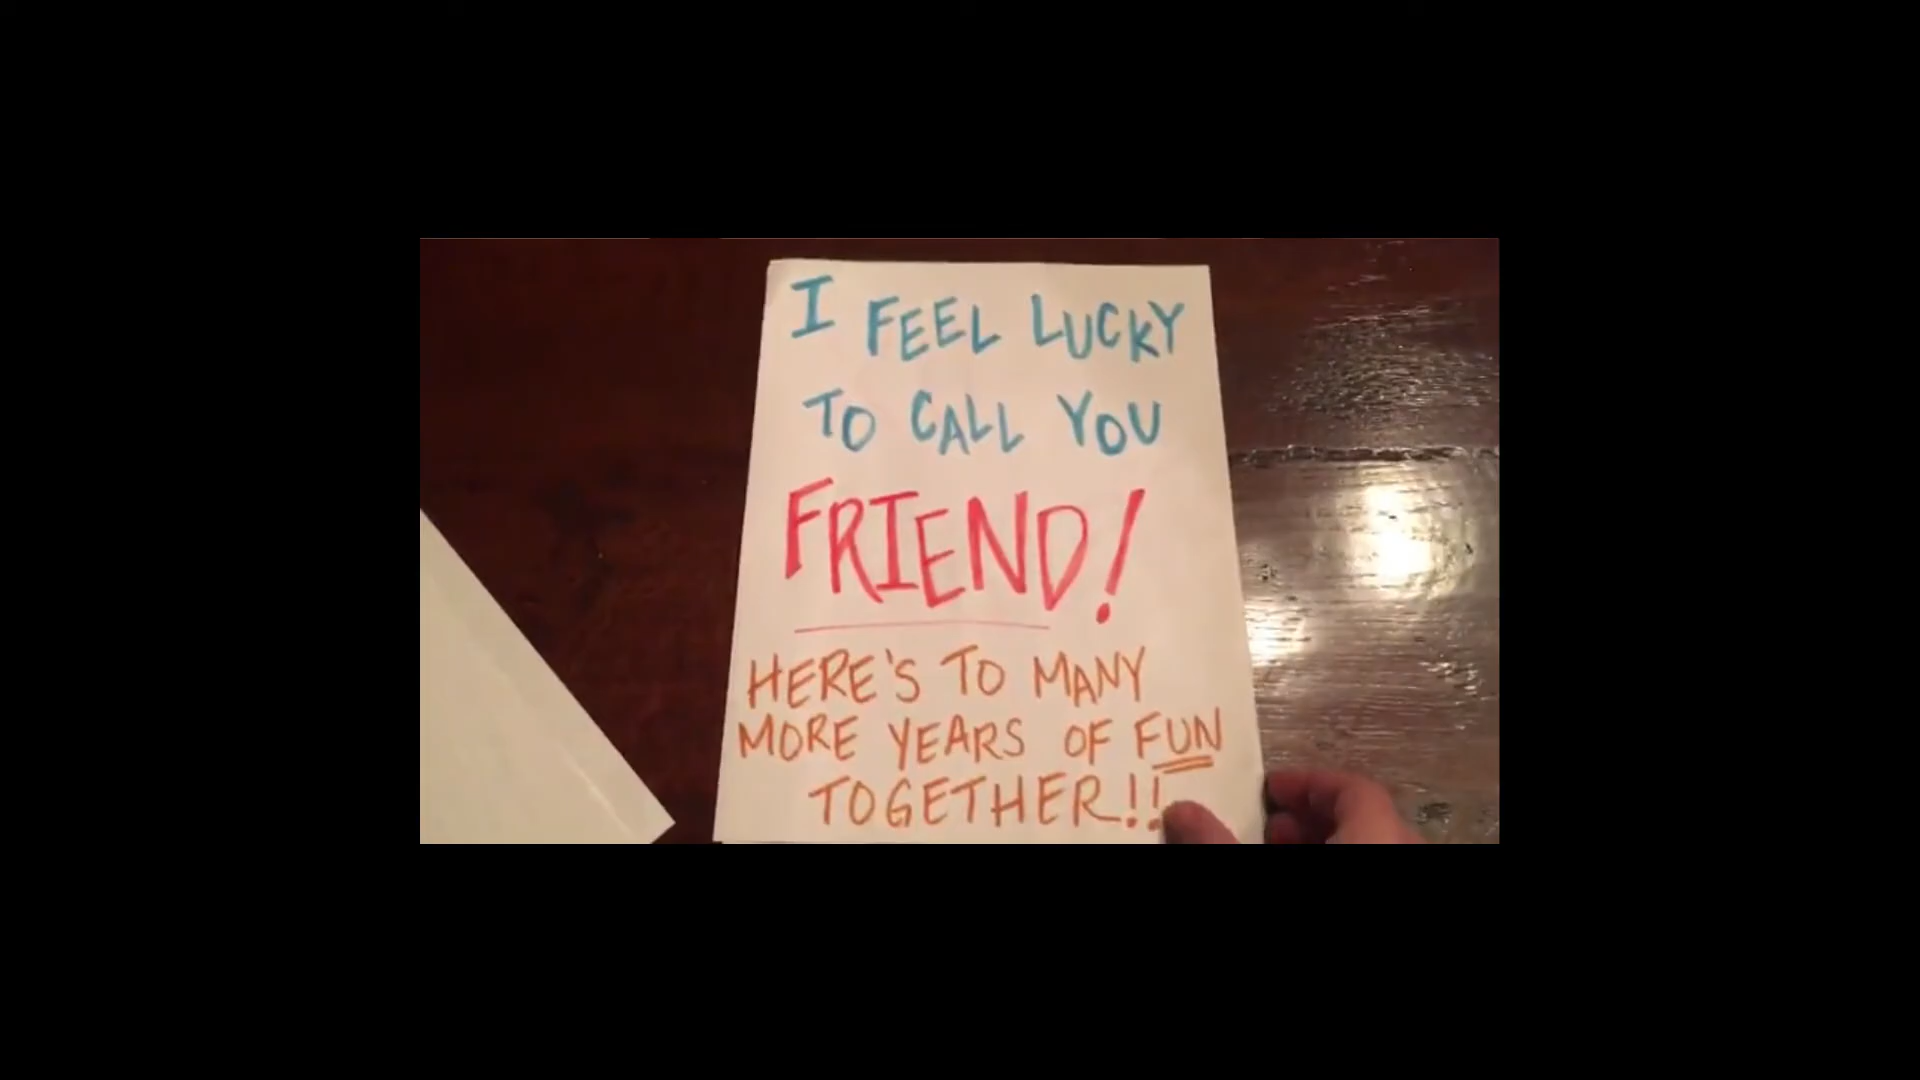 I FEEL LUCKY
TO CALL YOU
FRIEND!
HERE'S TO MANY
MORE YEARS OF FUN
TOGETHER!!